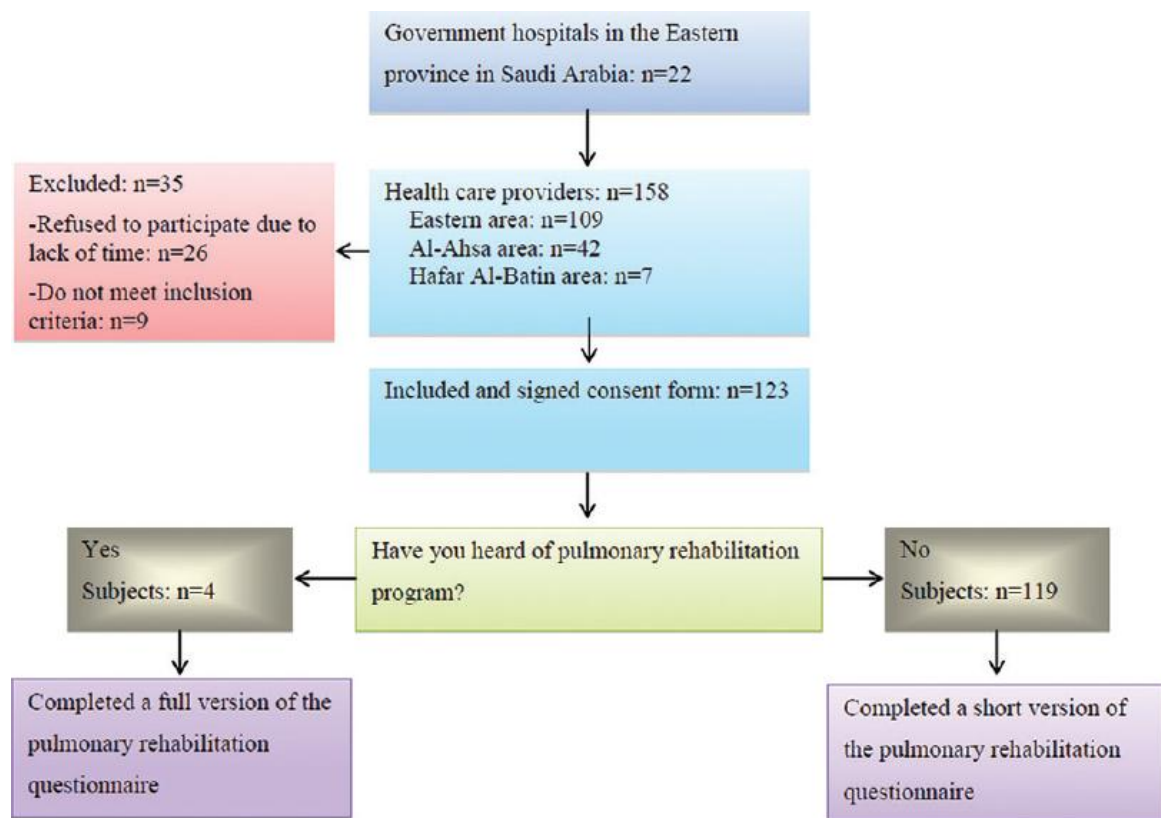 Government hospitals in the Eastern
province in Saudi Arabia: n=22
Excluded: n=35
-Refused to participate due to
lack of time: n=26
-Do not meet inclusion
criteria: n=9
Health care providers: n=158
Eastern area: n=109
Al-Ahsa area: n=42
Hafar Al-Batin area: n=7
Included and signed consent form: n=123
Yes
Subjects: n=4
Have you heard of pulmonary rehabilitation
program?
No
Subjects: n=119
Completed a full version of the
pulmonary rehabilitation
questionnaire
Completed a short version of
the pulmonary rehabilitation
questionnaire